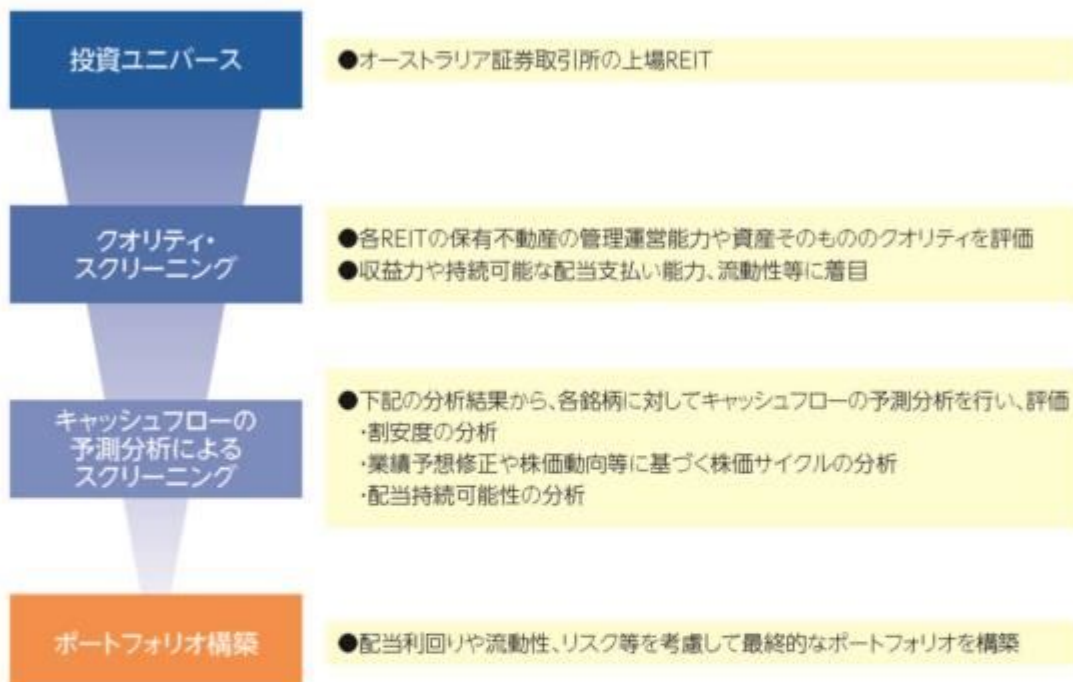 投資ユニバース
●オーストラリア証券取引所の上場REIT
クオリティ・
スクリーニング
●各REITの保有不動産の管理運営能力や資産そのもののクオリティを評価
●収益力や持続可能な配当支払い能力、流動性等に着目
キャッシュフローの
予測分析による
スクリーニング
●下記の分析結果から、各銘柄に対してキャッシュフローの予測分析を行い、評価
・割安度の分析
・業績予想修正や株価動向等に基づく株価サイクルの分析
・配当持続可能性の分析
ポートフォリオ構築
●配当利回りや流動性、リスク等を考慮して最終的なポートフォリオを構築